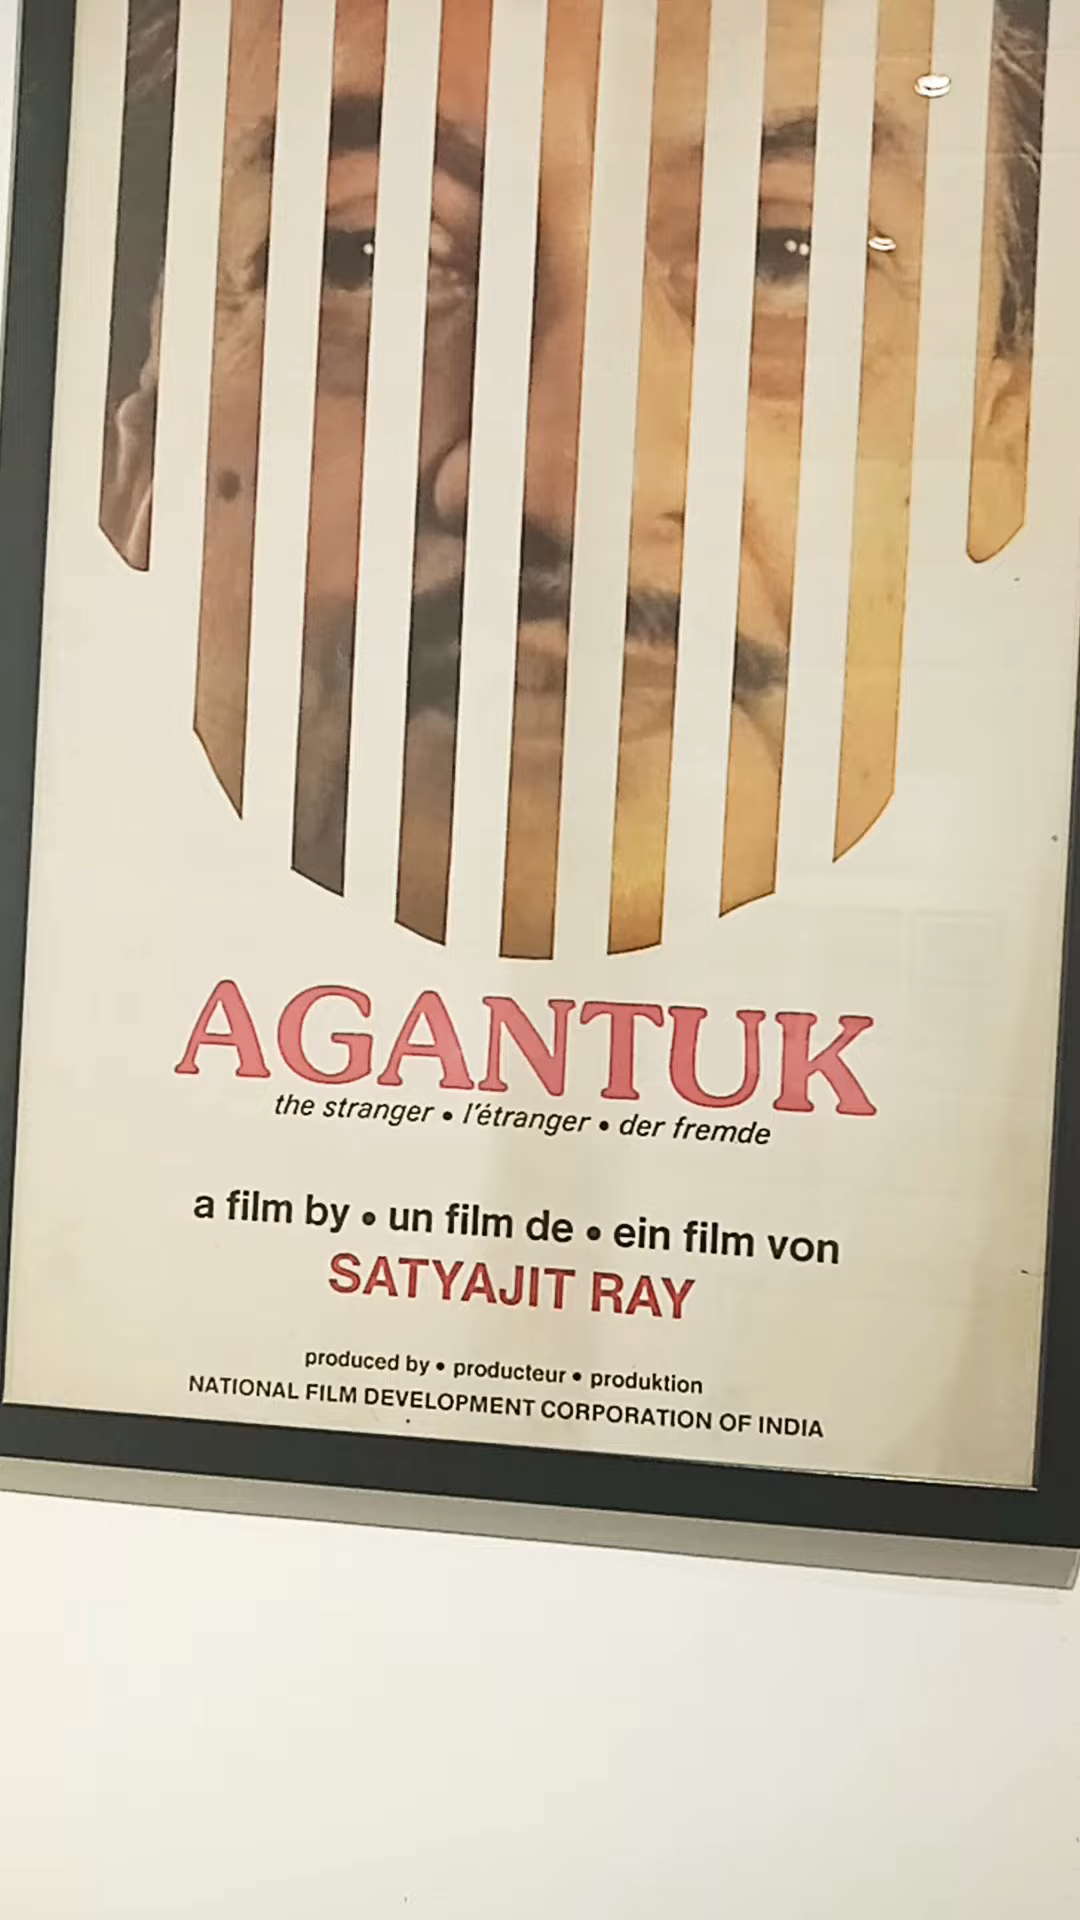 AGANTUK
the stranger • l'étranger • der fremde
a film by • un film de • ein film von
SATYAJIT RAY
produced by • producteur • produktion
NATIONAL FILM DEVELOPMENT CORPORATION OF INDIA